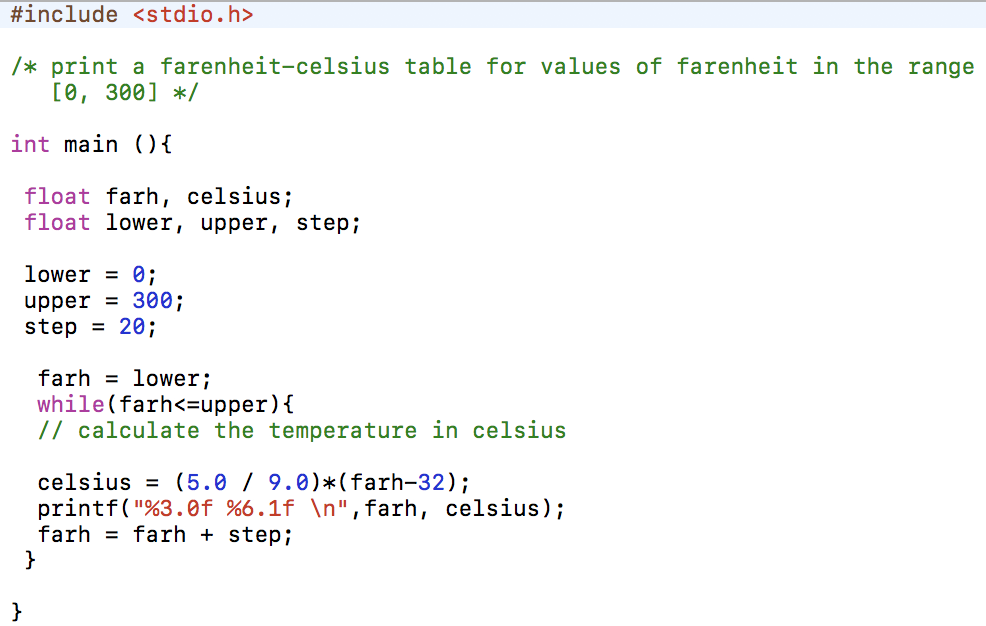 #include <stdio.h>
/* print a farenheit-celsius table for values of farenheit in the range
[0, 300] */
int main (){
float farh, celsius;
float lower, upper, step;
lower = 0;
upper = 300;
step = 20;
farh = lower;
while(farh<=upper){
// calculate the temperature in celsius
celsius = (5.0 / 9.0)*(farh-32);
printf("%3.0f %6.1f \n",farh, celsius);
farh = farh + step;
}
}